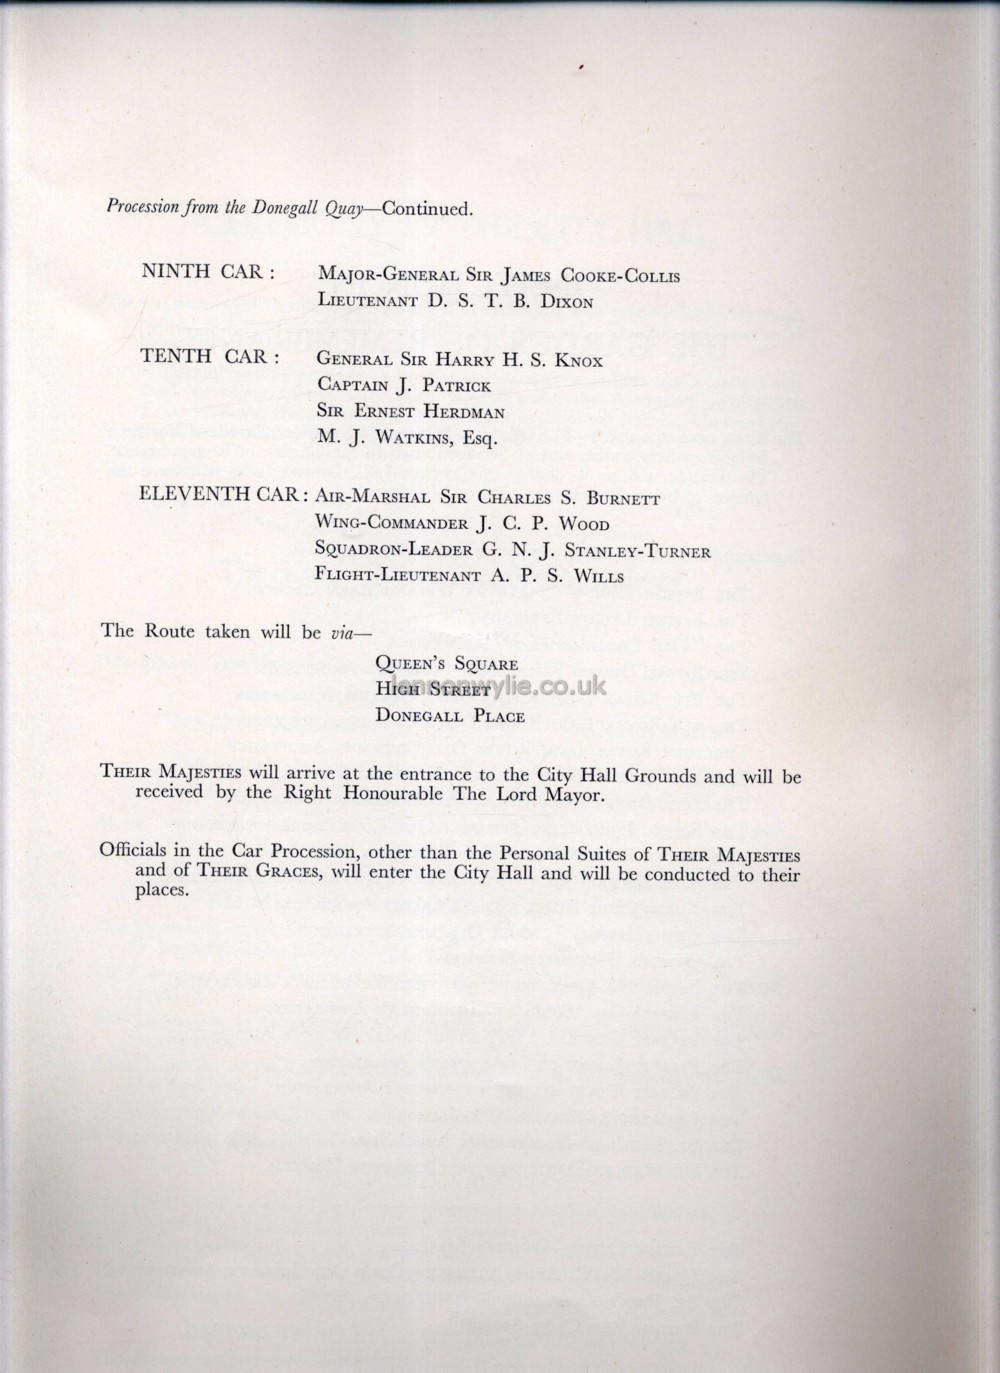 Procession from the Donegall Quay—Continued.
NINTH CAR : Major-General Sir James Cooke-Collis
Lieutenant D. S. T. B. Dixon
TENTH CAR : General Sir Harry H. S. Knox
Captain J. Patrick
Sir Ernest Herdman
M. J. Watkins, Esq.
ELEVENTH CAR : Air-Marshal Sir Charles S. Burnett
Wing-Commander J. C. P. Wood
Squadron-Leader G. N. J. Stanley-Turner
Flight-Lieutenant A. P. S. Wills
The Route taken will be via—
Queen's Square
High Street
lennonwylie.co.uk
Donegall Place
Their Majesties will arrive at the entrance to the City Hall Grounds and will be
received by the Right Honourable The Lord Mayor.
Officials in the Car Procession, other than the Personal Suites of Their Majesties
and of Their Graces, will enter the City Hall and will be conducted to their
places.